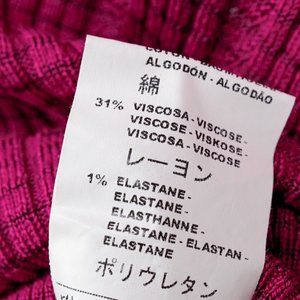 ALGODÓN - ALGODÃO
綿
31% VISCOSA - VISCOSE -
VISCOSE - VISKOSE -
VISCOSA - VISCOSE
レーヨン
1% ELASTANE -
ELASTANE -
ELASTHANNE -
ELASTANE - ELASTAN -
ELASTANE
ポリウレタン